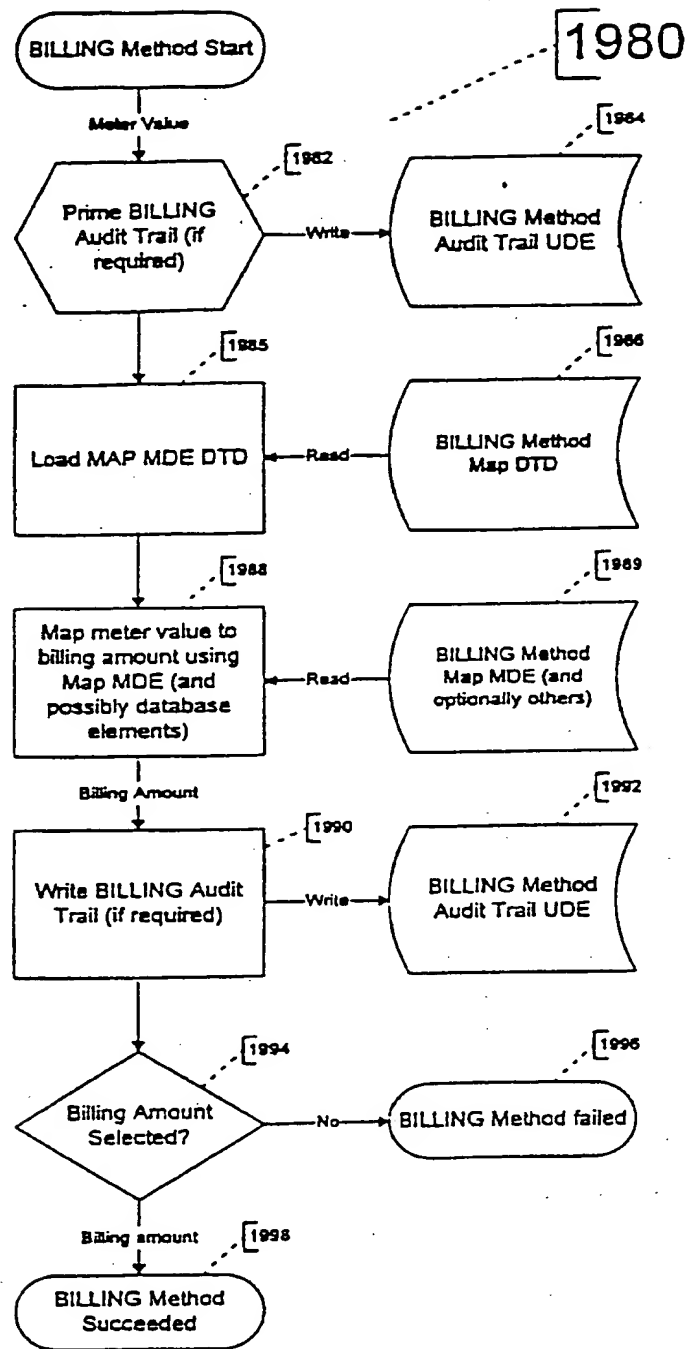 1980
BILLING Method Start
Meter Value
1982
1984
Prime BILLING
Audit Trail (if
required)
Write
BILLING Method
Audit Trail UDE
1985
1986
Load MAP MDE DTD
Read
BILLING Method
Map DTD
1988
1989
Map meter value to
billing amount using
Map MDE (and
possibly database
elements)
Read
BILLING Method
Map MDE (and
optionally others)
Billing Amount
1990
1992
Write BILLING Audit
Trail (if required)
Write
BILLING Method
Audit Trail UDE
1994
1996
Billing Amount
Selected?
No
BILLING Method failed
Billing amount
1998
BILLING Method
Succeeded